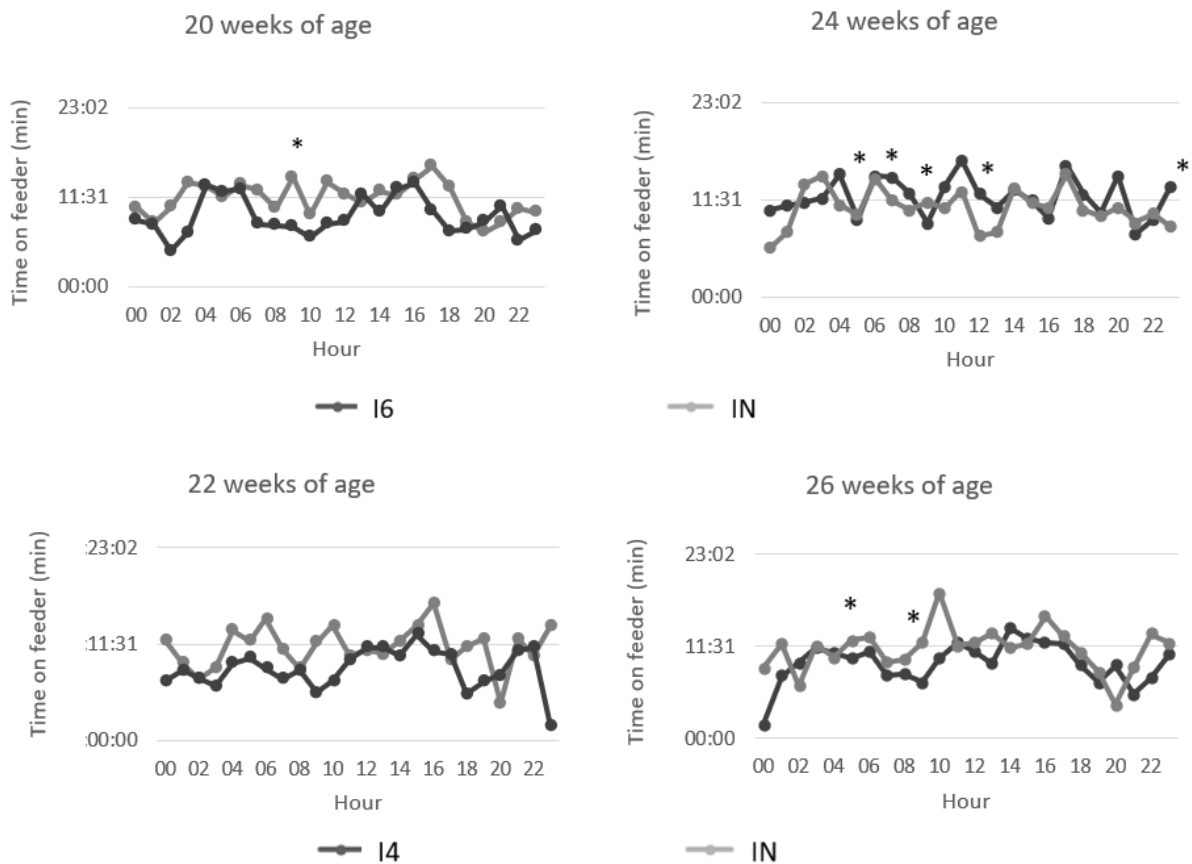 20 weeks of age
Time on feeder (min)
23:02
*
11:31
00:00
00 02 04 06 08 10 12 14 16 18 20 22
Hour
24 weeks of age
Time on feeder (min)
23:02
* * * * *
11:31
00:00
00 02 04 06 08 10 12 14 16 18 20 22
Hour
I6 IN
22 weeks of age
Time on feeder (min)
:23:02
11:31
:00:00
00 02 04 06 08 10 12 14 16 18 20 22
Hour
26 weeks of age
Time on feeder (min)
23:02
* *
11:31
00:00
00 02 04 06 08 10 12 14 16 18 20 22
Hour
I4 IN